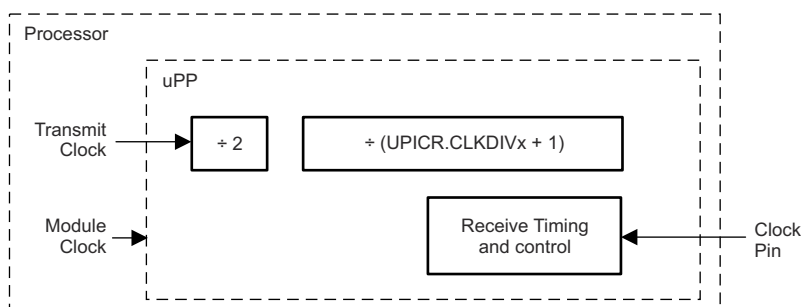 Processor
uPP
Transmit
Clock
÷ 2
÷ (UPICR.CLKDIVx + 1)
Module
Clock
Receive Timing
and control
Clock
Pin